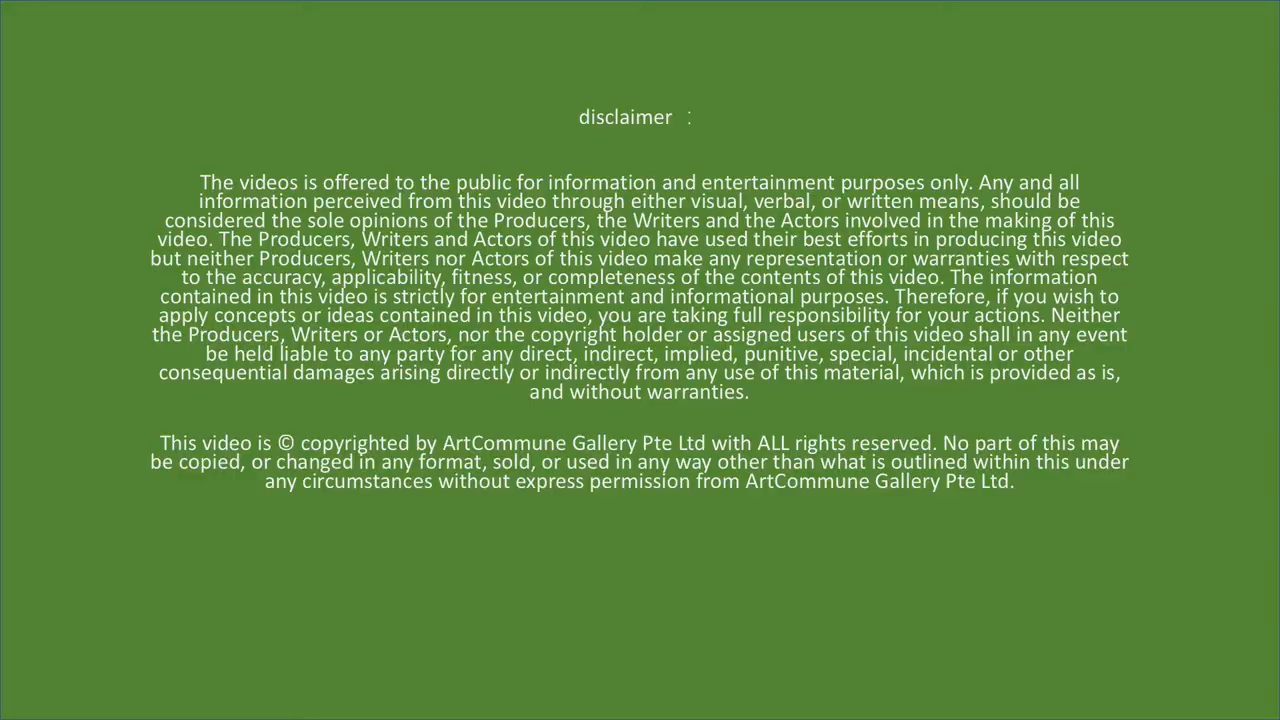 disclaimer ：
The videos is offered to the public for information and entertainment purposes only. Any and all
information perceived from this video through either visual, verbal, or written means, should be
considered the sole opinions of the Producers, the Writers and the Actors involved in the making of this
video. The Producers, Writers and Actors of this video have used their best efforts in producing this video
but neither Producers, Writers nor Actors of this video make any representation or warranties with respect
to the accuracy, applicability, fitness, or completeness of the contents of this video. The information
contained in this video is strictly for entertainment and informational purposes. Therefore, if you wish to
apply concepts or ideas contained in this video, you are taking full responsibility for your actions. Neither
the Producers, Writers or Actors, nor the copyright holder or assigned users of this video shall in any event
be held liable to any party for any direct, indirect, implied, punitive, special, incidental or other
consequential damages arising directly or indirectly from any use of this material, which is provided as is,
and without warranties.
This video is © copyrighted by ArtCommune Gallery Pte Ltd with ALL rights reserved. No part of this may
be copied, or changed in any format, sold, or used in any way other than what is outlined within this under
any circumstances without express permission from ArtCommune Gallery Pte Ltd.